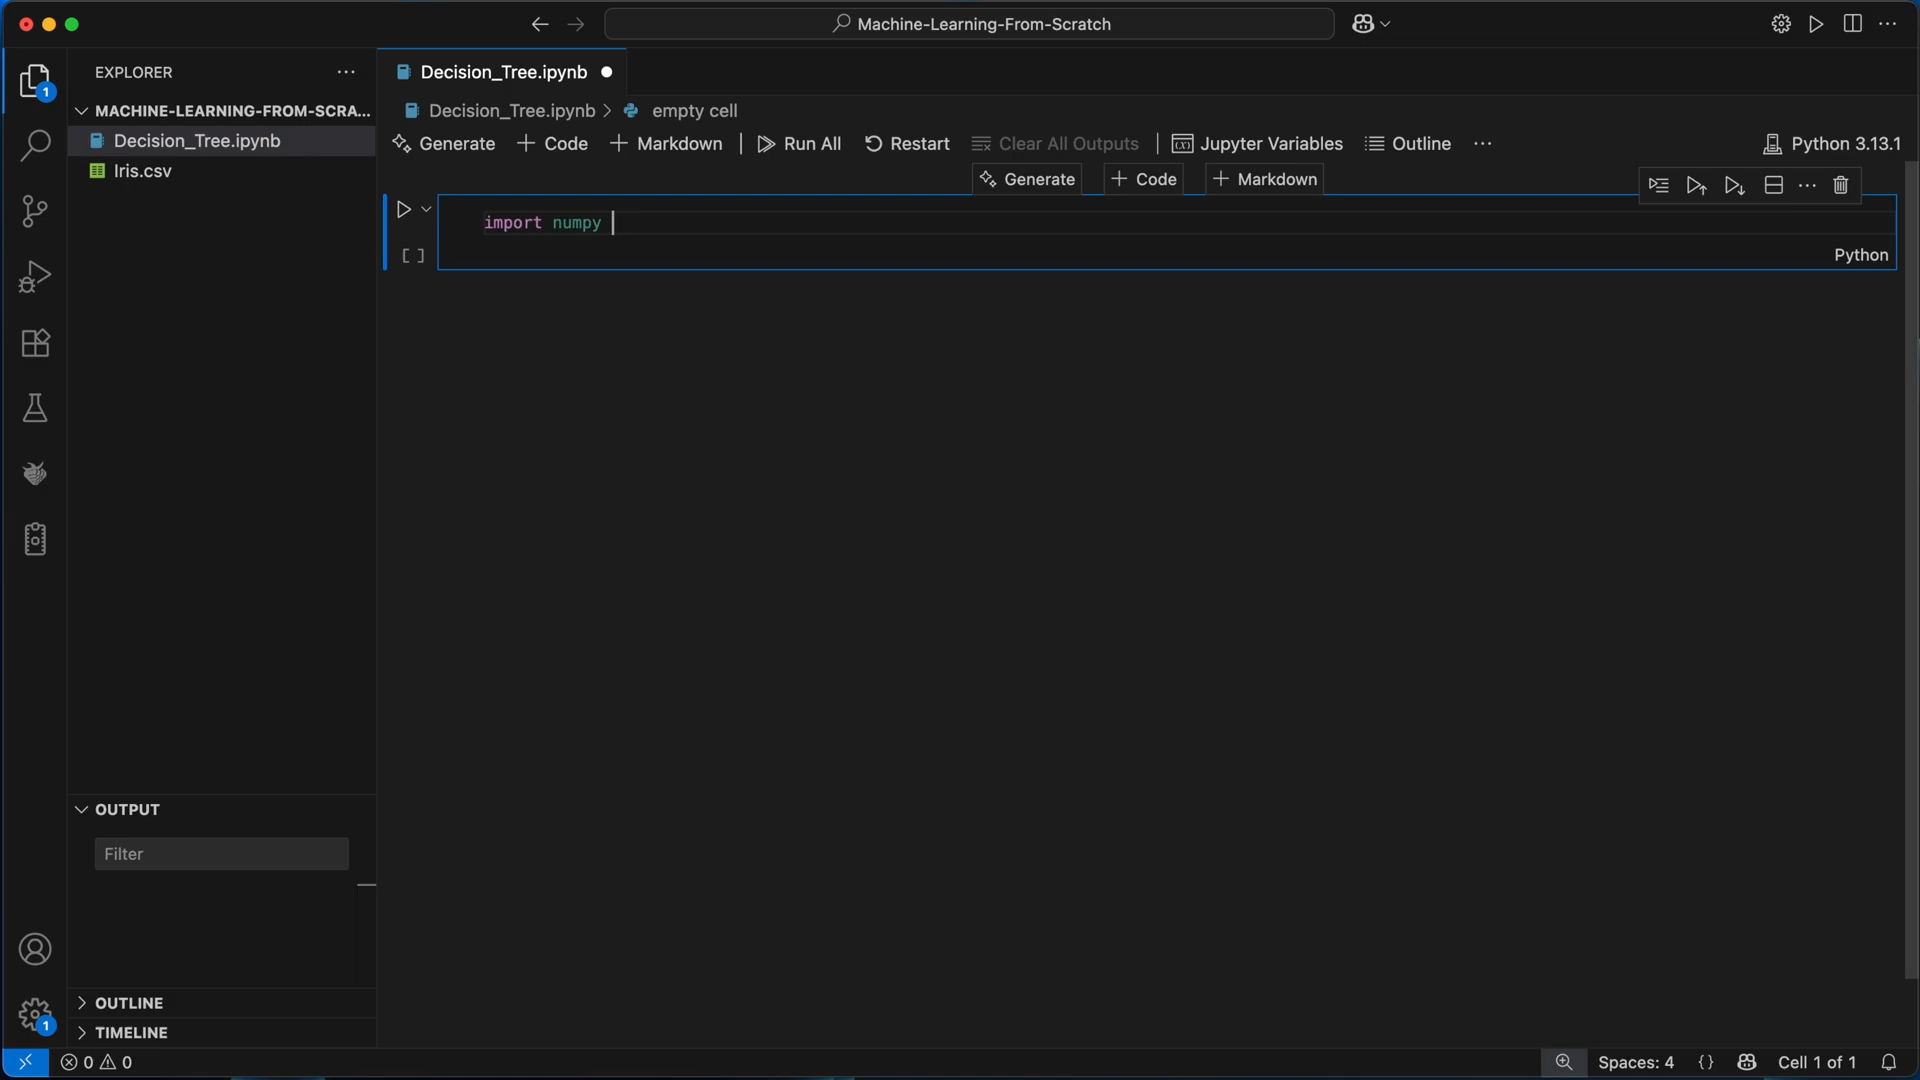 Machine-Learning-From-Scratch
EXPLORER
Decision_Tree.ipynb
1
MACHINE-LEARNING-FROM-SCRA...
Decision_Tree.ipynb > empty cell
Decision_Tree.ipynb
Generate + Code + Markdown | Run All Restart Clear All Outputs | Jupyter Variables Outline ... Python 3.13.1
Iris.csv
Generate + Code + Markdown
import numpy
[ ]
Python
OUTPUT
Filter
OUTLINE
1
TIMELINE
0 0 Spaces: 4 {} Cell 1 of 1